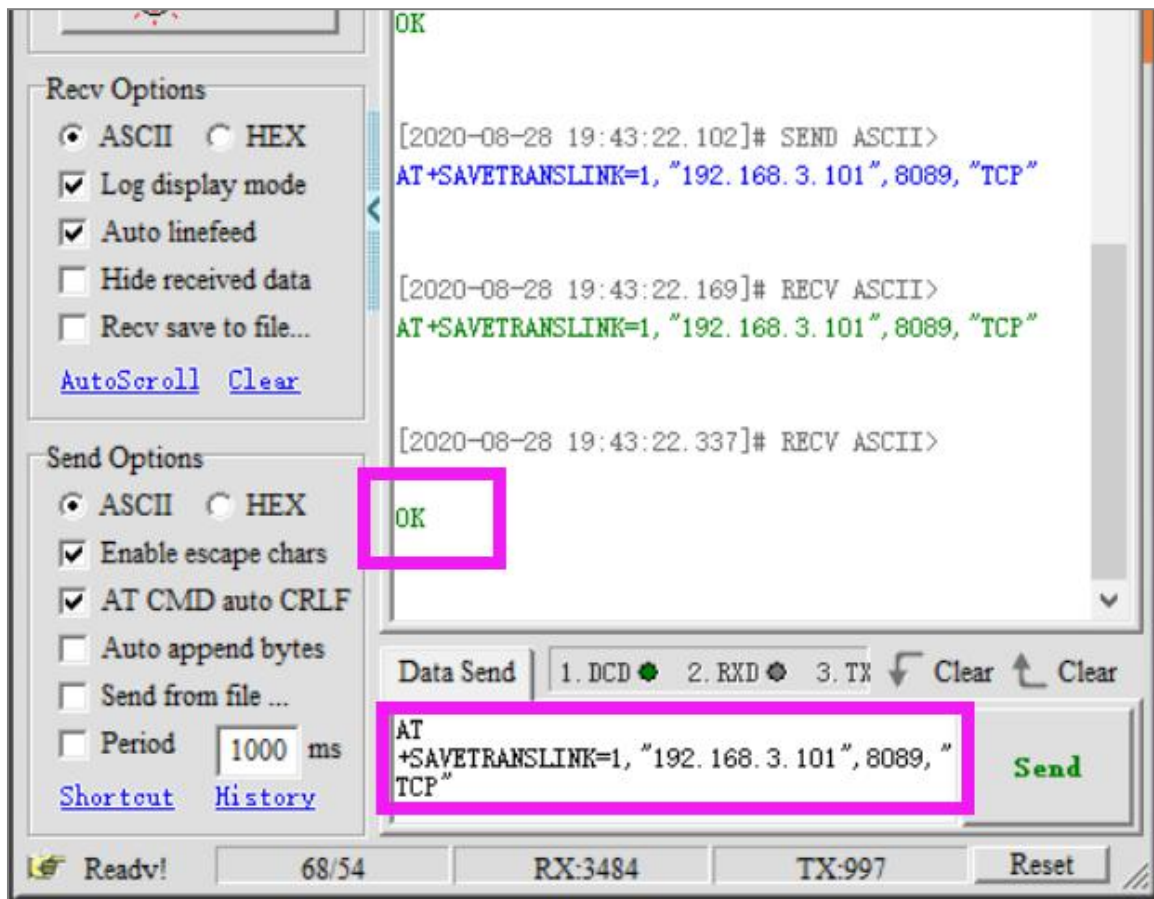 OK
Recv Options
ASCII HEX
Log display mode
Auto linefeed
Hide received data
Recv save to file...
AutoScroll Clear
[2020-08-28 19:43:22.102]# SEND ASCII>
AT+SAVETRANSLINK=1,"192.168.3.101",8089,"TCP"
[2020-08-28 19:43:22.169]# RECV ASCII>
AT+SAVETRANSLINK=1,"192.168.3.101",8089,"TCP"
[2020-08-28 19:43:22.337]# RECV ASCII>
OK
Send Options
ASCII HEX
Enable escape chars
AT CMD auto CRLF
Auto append bytes
Send from file ...
Period 1000 ms
Shortcut History
Data Send 1.DCD 2.RXD 3.TX Clear Clear
AT
+SAVETRANSLINK=1,"192.168.3.101",8089,"
TCP"
Send
Ready! 68/54 RX:3484 TX:997 Reset